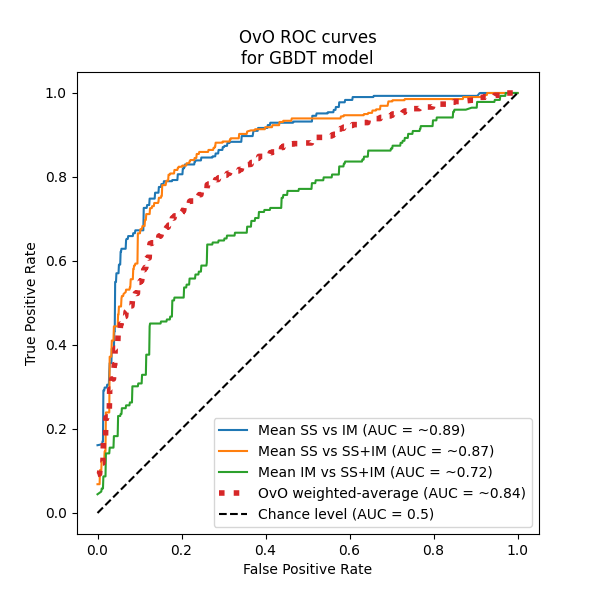 OvO ROC curves
for GBDT model
True Positive Rate
1.0
0.8
0.6
0.4
0.2
0.0
Mean SS vs IM (AUC = ~0.89)
Mean SS vs SS+IM (AUC = ~0.87)
Mean IM vs SS+IM (AUC = ~0.72)
OvO weighted-average (AUC = ~0.84)
Chance level (AUC = 0.5)
0.0 0.2 0.4 0.6 0.8 1.0
False Positive Rate